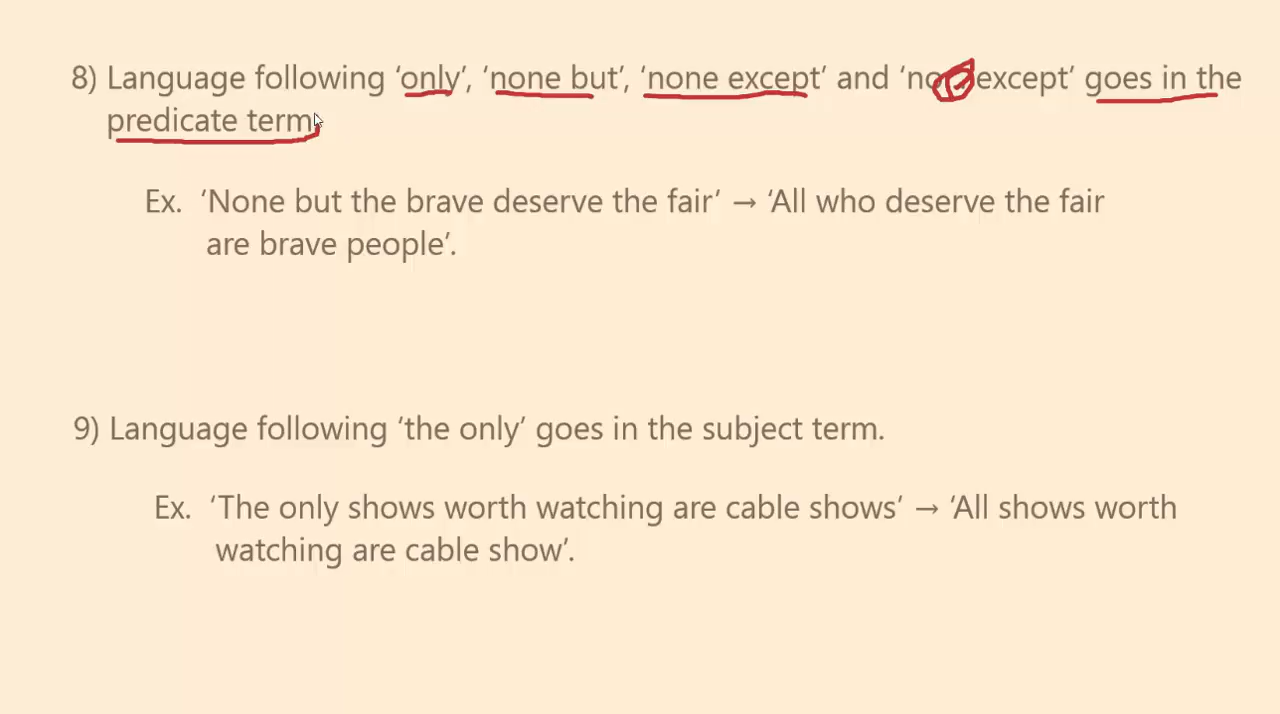 8) Language following ‘only’, ‘none but’, ‘none except’ and ‘no except’ goes in the
predicate term.
Ex. ‘None but the brave deserve the fair’ → ‘All who deserve the fair
are brave people’.
9) Language following ‘the only’ goes in the subject term.
Ex. ‘The only shows worth watching are cable shows’ → ‘All shows worth
watching are cable show’.